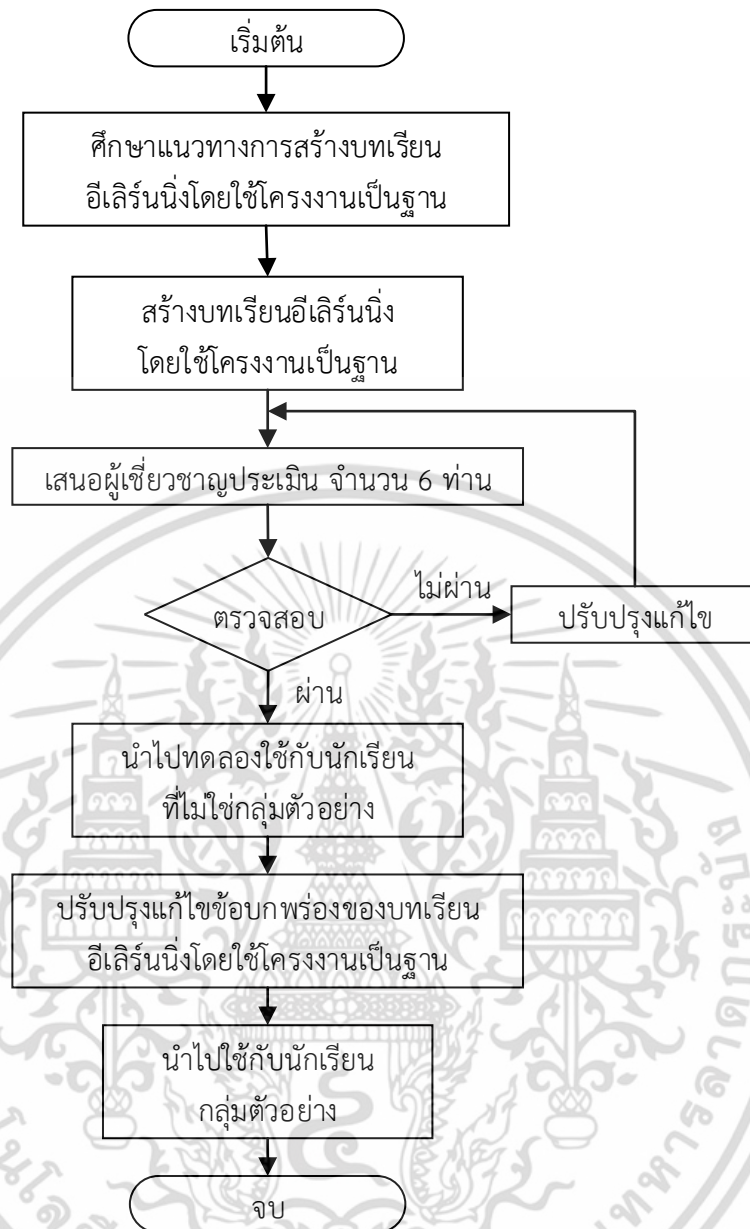 เริ่มต้น
ศึกษาแนวทางการสร้างบทเรียน
อีเลิร์นนิ่งโดยใช้โครงงานเป็นฐาน
สร้างบทเรียนอีเลิร์นนิ่ง
โดยใช้โครงงานเป็นฐาน
เสนอผู้เชี่ยวชาญประเมิน จำนวน 6 ท่าน
ตรวจสอบ
ไม่ผ่าน
ปรับปรุงแก้ไข
ผ่าน
นำไปทดลองใช้กับนักเรียน
ที่ไม่ใช่กลุ่มตัวอย่าง
ปรับปรุงแก้ไขข้อบกพร่องของบทเรียน
อีเลิร์นนิ่งโดยใช้โครงงานเป็นฐาน
นำไปใช้กับนักเรียน
กลุ่มตัวอย่าง
จบ